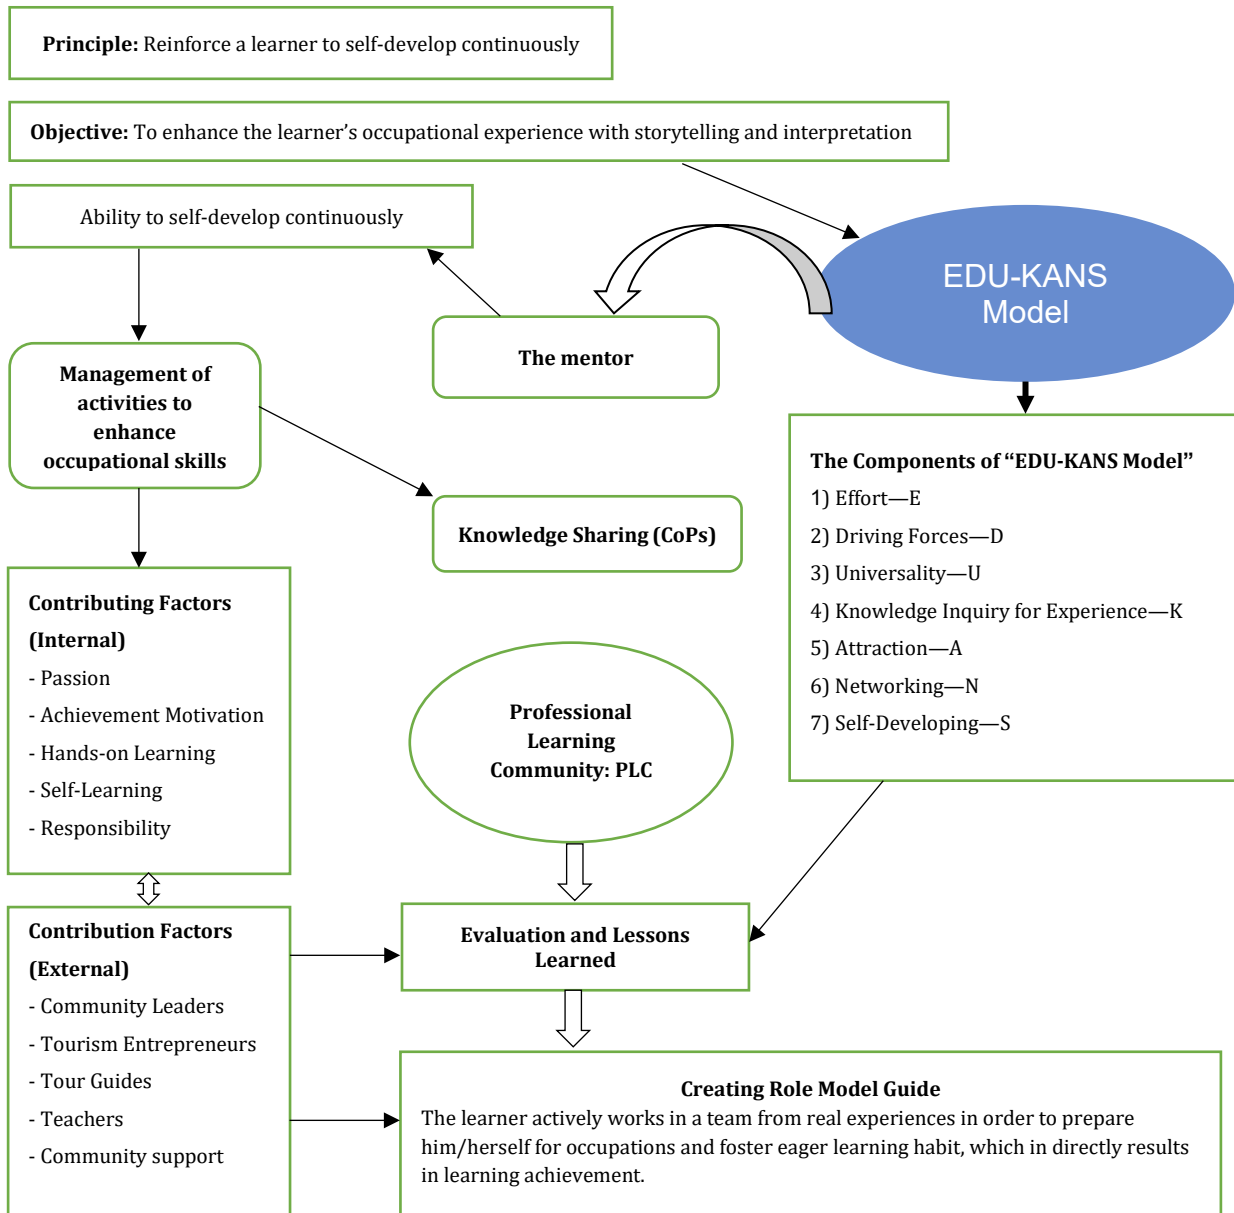 Principle: Reinforce a learner to self-develop continuously
Objective: To enhance the learner's occupational experience with storytelling and interpretation
Ability to self-develop continuously
EDU-KANS
Model
The mentor
Management of
activities to
enhance
occupational skills
The Components of “EDU-KANS Model”
1) Effort—E
2) Driving Forces—D
3) Universality—U
4) Knowledge Inquiry for Experience—K
5) Attraction—A
6) Networking—N
7) Self-Developing—S
Knowledge Sharing (CoPs)
Contributing Factors
(Internal)
- Passion
- Achievement Motivation
- Hands-on Learning
- Self-Learning
- Responsibility
Professional
Learning
Community: PLC
Contribution Factors
(External)
- Community Leaders
- Tourism Entrepreneurs
- Tour Guides
- Teachers
- Community support
Evaluation and Lessons
Learned
Creating Role Model Guide
The learner actively works in a team from real experiences in order to prepare
him/herself for occupations and foster eager learning habit, which in directly results
in learning achievement.